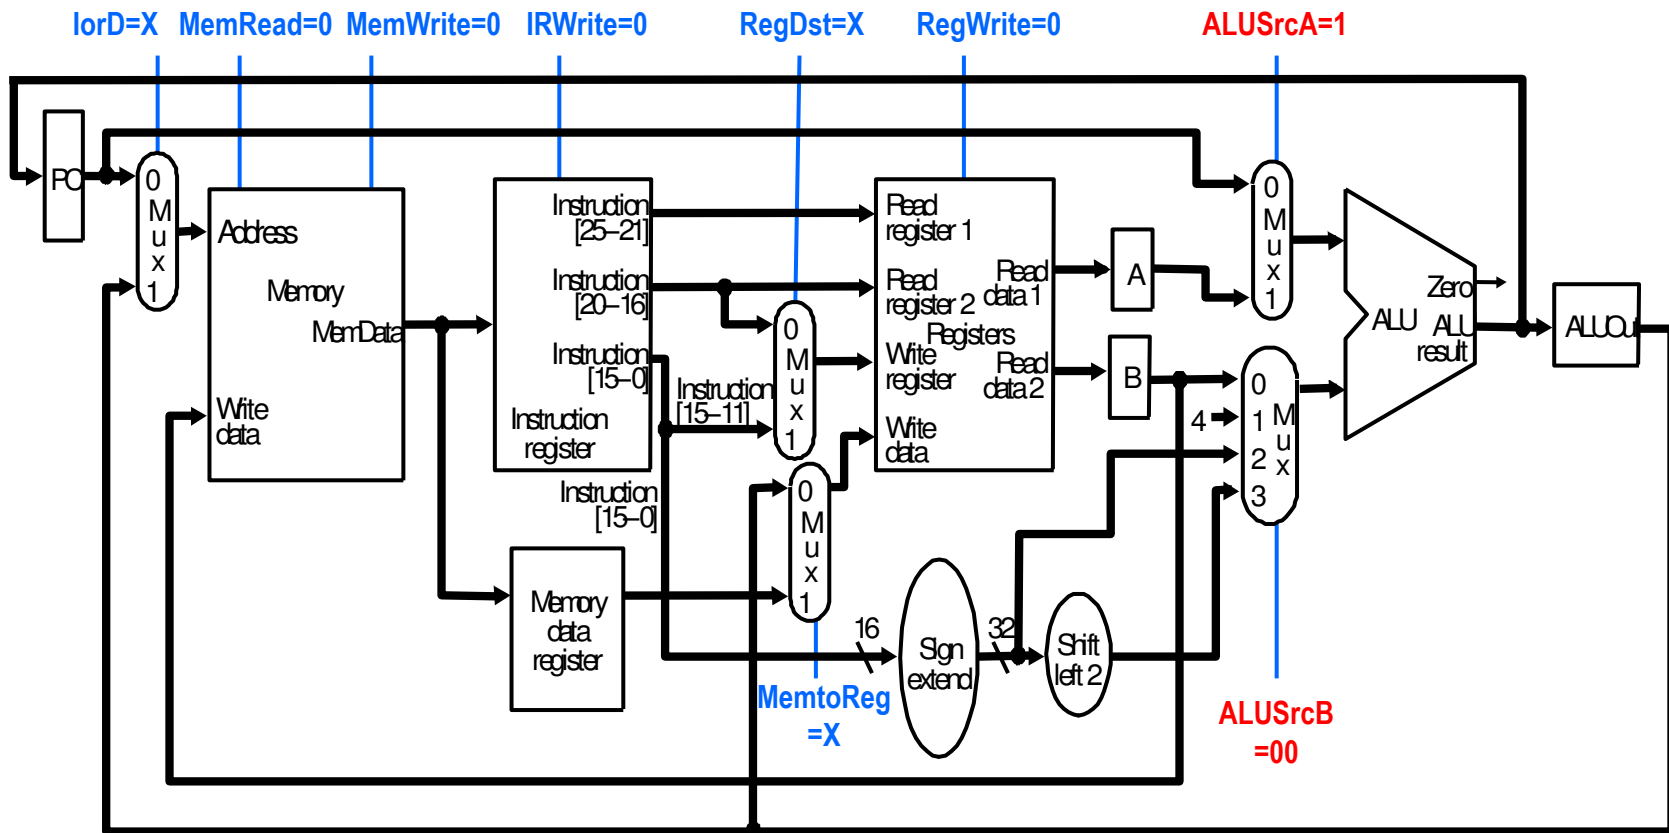 IorD=X MemRead=0 MemWrite=0 IRWrite=0 RegDst=X RegWrite=0 ALUSrcA=1
PC
0
M
u
x
1
Address
Memory
MemData
Write
data
Instruction
[25–21]
Instruction
[20–16]
Instruction
[15–0]
Instruction
register
Instruction
[15–11]
Instruction
[15–0]
0
M
u
x
1
Read
register 1
Read
register 2
Registers
Write
register
Write
data
Read
data 1
Read
data 2
A
B
0
M
u
x
1
4
0
1
2
3
M
u
x
Zero
ALU
ALU
result
ALUOut
0
M
u
x
1
Memory
data
register
16
Sign
extend
32
Shift
left 2
MemtoReg
=X
ALUSrcB
=00